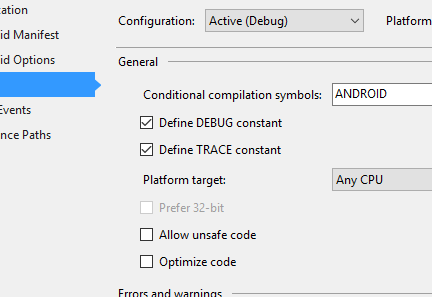 cation
Configuration: Active (Debug) Platform
id Manifest
id Options
General
Conditional compilation symbols: ANDROID
Events
Define DEBUG constant
nce Paths
Define TRACE constant
Platform target: Any CPU
Prefer 32-bit
Allow unsafe code
Optimize code
Errors and warnings